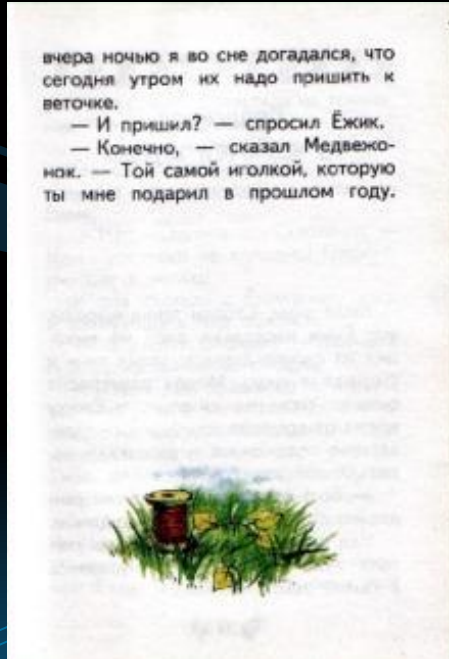 вчера ночью я во сне догадался, что
сегодня утром их надо пришить к
веточке.
— И пришил? — спросил Ёжик.
— Конечно, — сказал Медвежо-
нок. — Той самой иголкой, которую
ты мне подарил в прошлом году.